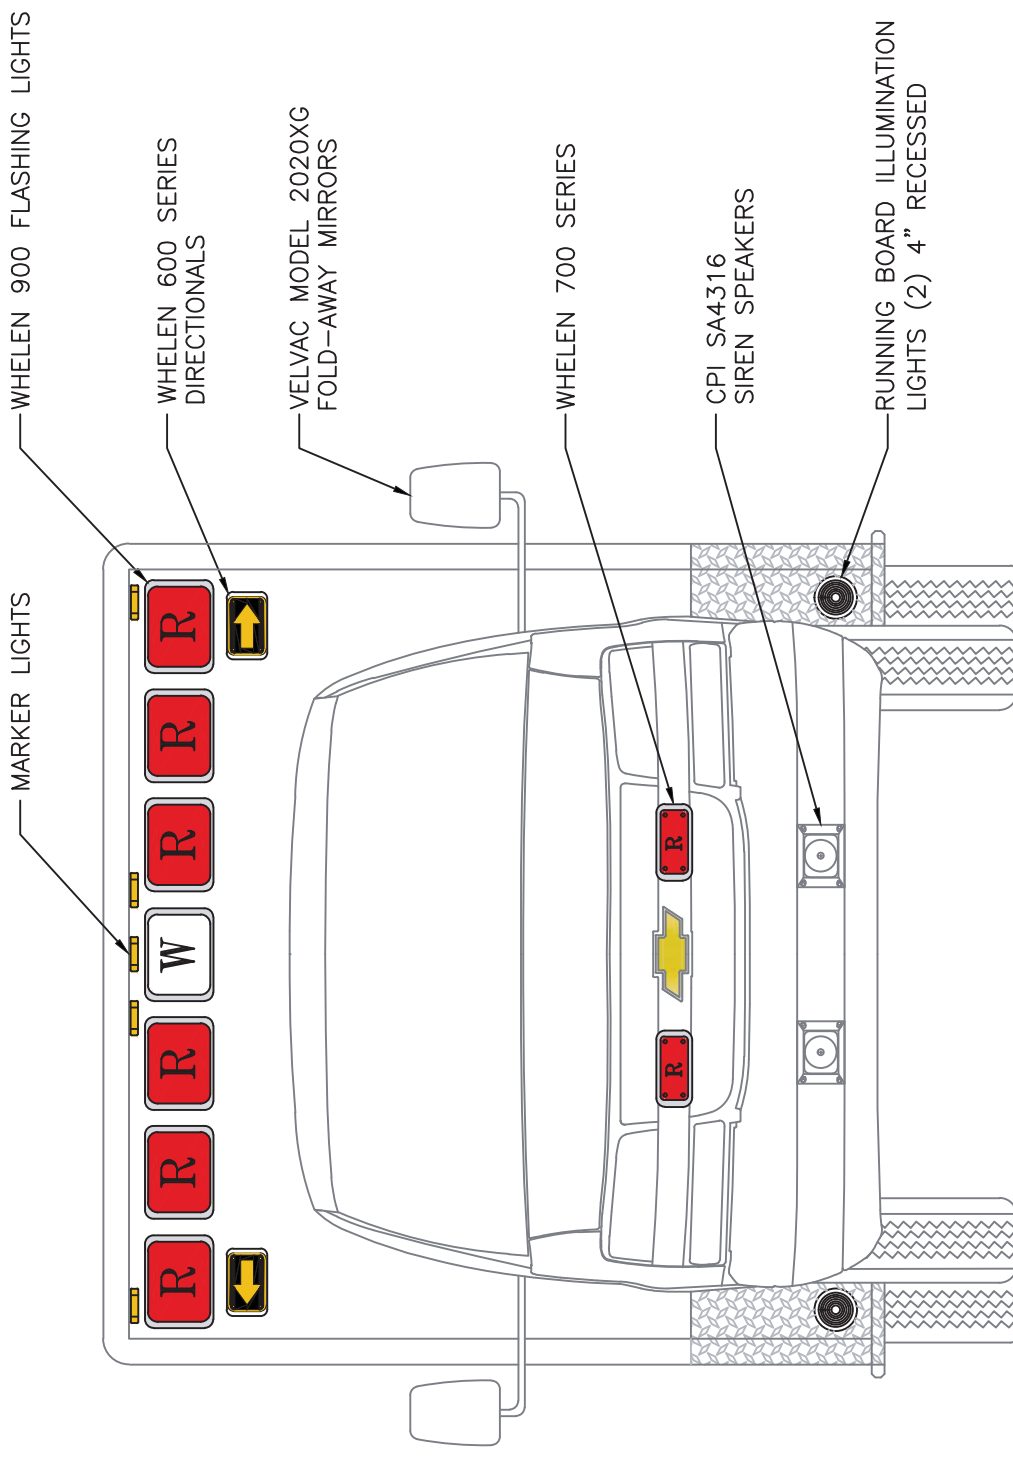 MARKER LIGHTS
WHELEN 900 FLASHING LIGHTS
WHELEN 600 SERIES
DIRECTIONALS
VELVAC MODEL 2020XG
FOLD-AWAY MIRRORS
WHELEN 700 SERIES
CPI SA4316
SIREN SPEAKERS
RUNNING BOARD ILLUMINATION
LIGHTS (2) 4" RECESSED
R
R
R
W
R
R
R
R
R